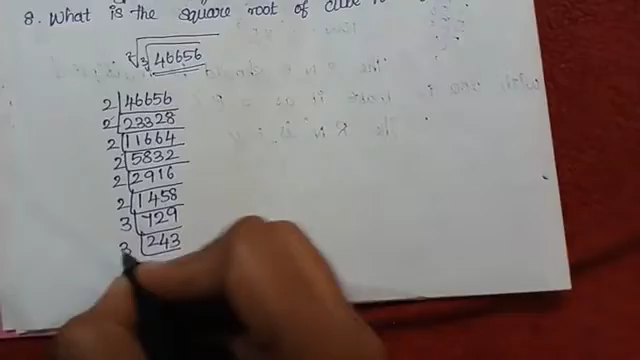 8. What is the square root of cube
√∛46656
2 | 46656
2 | 23328
2 | 11664
2 | 5832
2 | 2916
2 | 1458
3 | 729
3 | 243